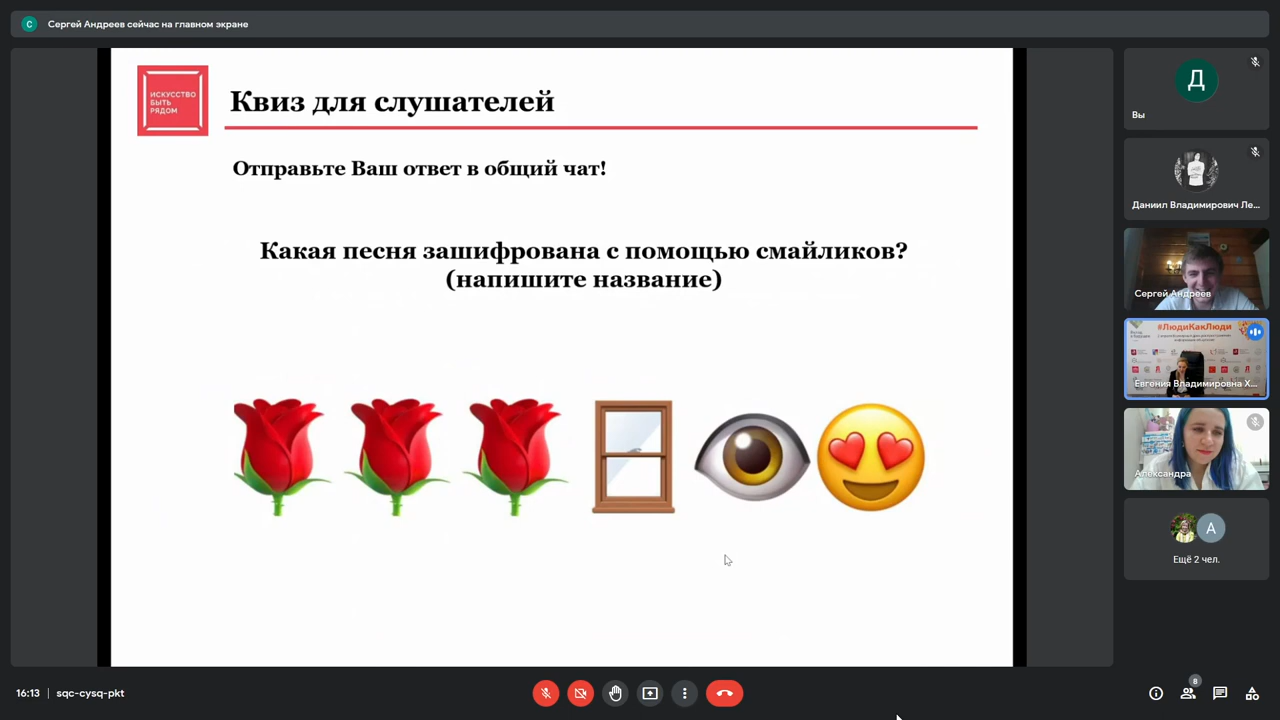 С
Сергей Андреев сейчас на главном экране
ИСКУССТВО
БЫТЬ
РЯДОМ
Квиз для слушателей
Отправьте Ваш ответ в общий чат!
Какая песня зашифрована с помощью смайликов?
(напишите название)
Д
Вы
Даниил Владимирович Ле...
Сергей Андреев
#ЛюдиКакЛюди
Евгения Владимировна Х...
Александра
А
Ещё 2 чел.
16:13
sqc-cysq-pkt
8